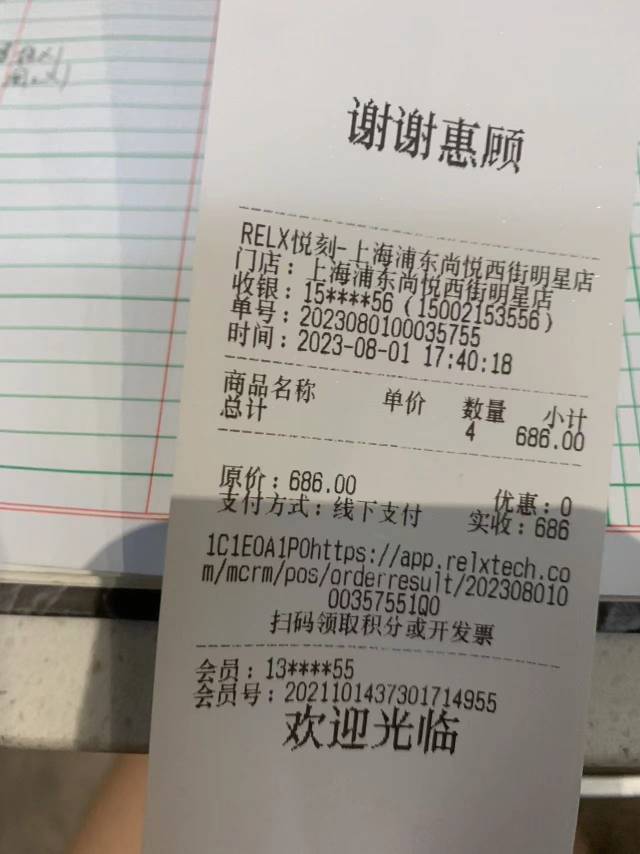 谢谢惠顾
RELX悦刻-上海浦东尚悦西街明星店
门店：上海浦东尚悦西街明星店
收银：15****56（15002153556）
单号：2023080100035755
时间：2023-08-01 17:40:18
商品名称 单价 数量 小计
总计 4 686.00
原价：686.00 优惠：0
支付方式：线下支付 实收：686
1C1E0A1P0https://app.relxtech.co
m/mcrm/pos/orderresult/202308010
00357551Q0
扫码领取积分或开发票
会员：13****55
会员号：2021101437301714955
欢迎光临